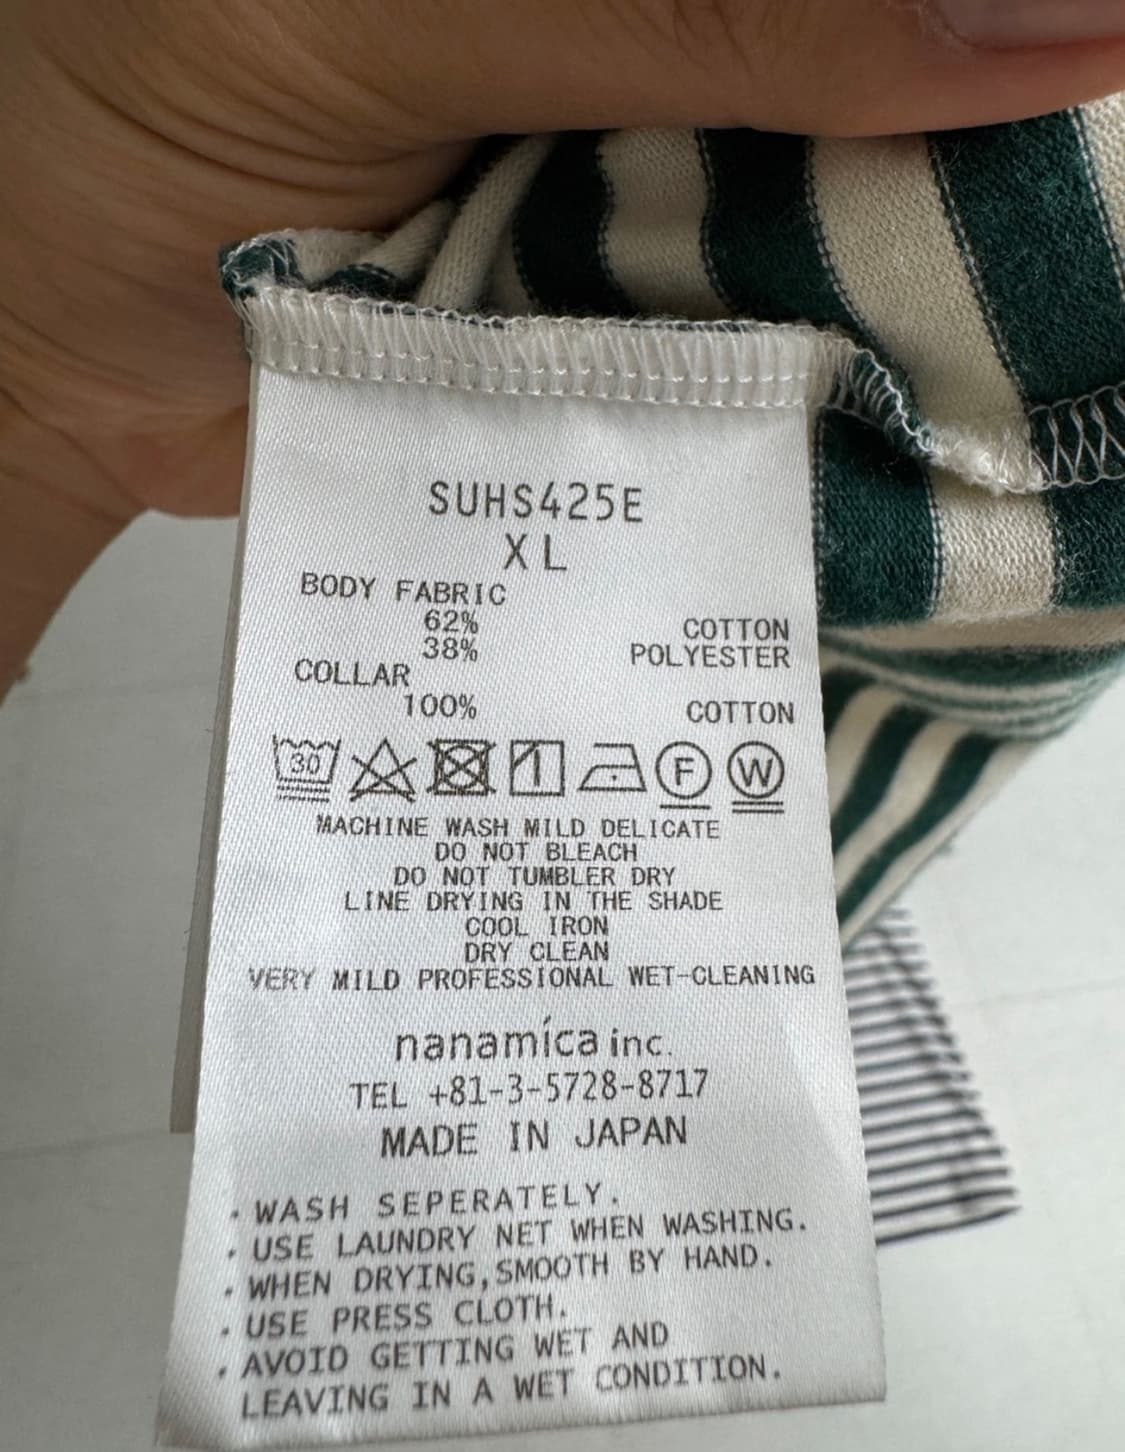 SUHS425E
XL
BODY FABRIC
62% COTTON
38% POLYESTER
COLLAR
100% COTTON
30 F W
MACHINE WASH MILD DELICATE
DO NOT BLEACH
DO NOT TUMBLER DRY
LINE DRYING IN THE SHADE
COOL IRON
DRY CLEAN
VERY MILD PROFESSIONAL WET-CLEANING
nanamíca inc.
TEL +81-3-5728-8717
MADE IN JAPAN
・WASH SEPERATELY.
・USE LAUNDRY NET WHEN WASHING.
・WHEN DRYING,SMOOTH BY HAND.
・USE PRESS CLOTH.
・AVOID GETTING WET AND
LEAVING IN A WET CONDITION.